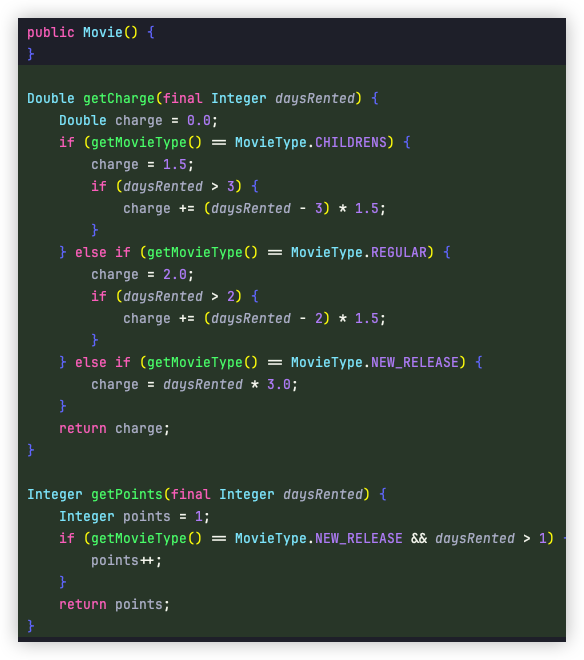 public Movie() {
}
Double getCharge(final Integer daysRented) {
Double charge = 0.0;
if (getMovieType() == MovieType.CHILDRENS) {
charge = 1.5;
if (daysRented > 3) {
charge += (daysRented - 3) * 1.5;
}
} else if (getMovieType() == MovieType.REGULAR) {
charge = 2.0;
if (daysRented > 2) {
charge += (daysRented - 2) * 1.5;
}
} else if (getMovieType() == MovieType.NEW_RELEASE) {
charge = daysRented * 3.0;
}
return charge;
}
Integer getPoints(final Integer daysRented) {
Integer points = 1;
if (getMovieType() == MovieType.NEW_RELEASE && daysRented > 1) {
points++;
}
return points;
}